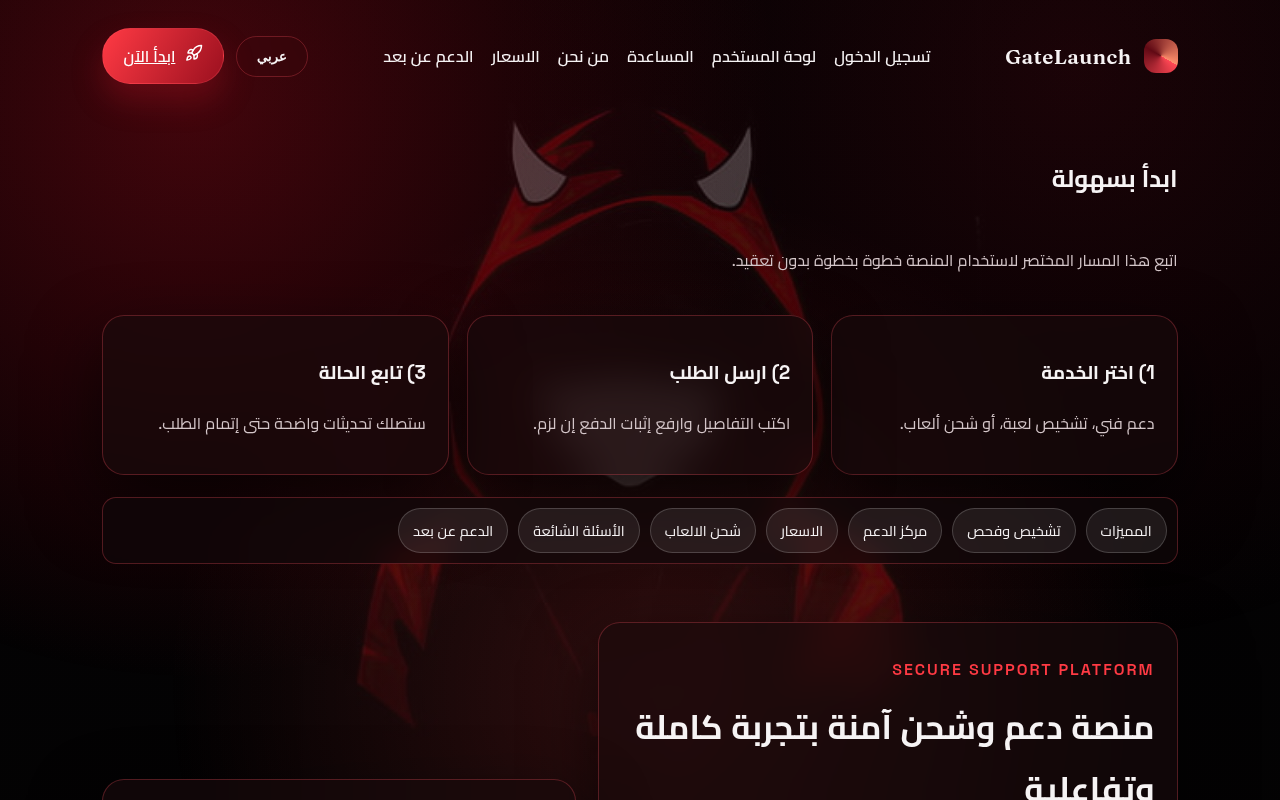 GateLaunch
تسجيل الدخول
لوحة المستخدم
المساعدة
من نحن
الاسعار
الدعم عن بعد
عربي
ابدأ الآن
ابدأ بسهولة
اتبع هذا المسار المختصر لاستخدام المنصة خطوة بخطوة بدون تعقيد.
1) اختر الخدمة
دعم فني، تشخيص لعبة، أو شحن ألعاب.
2) ارسل الطلب
اكتب التفاصيل وارفع إثبات الدفع إن لزم.
3) تابع الحالة
ستصلك تحديثات واضحة حتى إتمام الطلب.
المميزات
تشخيص وفحص
مركز الدعم
الاسعار
شحن الالعاب
الأسئلة الشائعة
الدعم عن بعد
SECURE SUPPORT PLATFORM
منصة دعم وشحن آمنة بتجربة كاملة
وتفاعلية